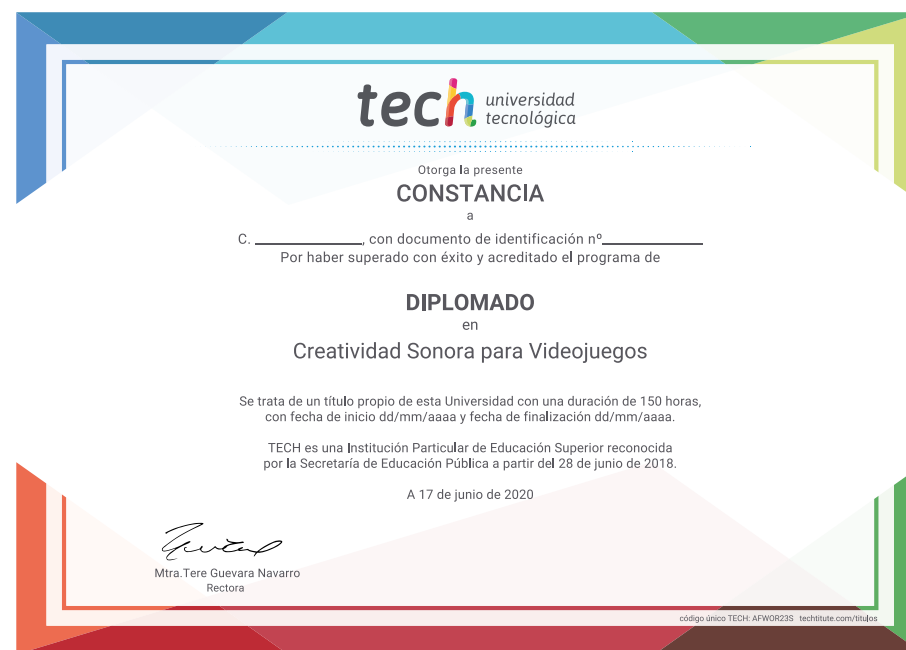 tech universidad
tecnológica
Otorga la presente
CONSTANCIA
a
C. ____________, con documento de identificación nº____________
Por haber superado con éxito y acreditado el programa de
DIPLOMADO
en
Creatividad Sonora para Videojuegos
Se trata de un título propio de esta Universidad con una duración de 150 horas,
con fecha de inicio dd/mm/aaaa y fecha de finalización dd/mm/aaaa.
TECH es una Institución Particular de Educación Superior reconocida
por la Secretaría de Educación Pública a partir del 28 de junio de 2018.
A 17 de junio de 2020
Mtra.Tere Guevara Navarro
Rectora
código único TECH: AFWOR23S techtitute.com/titulos